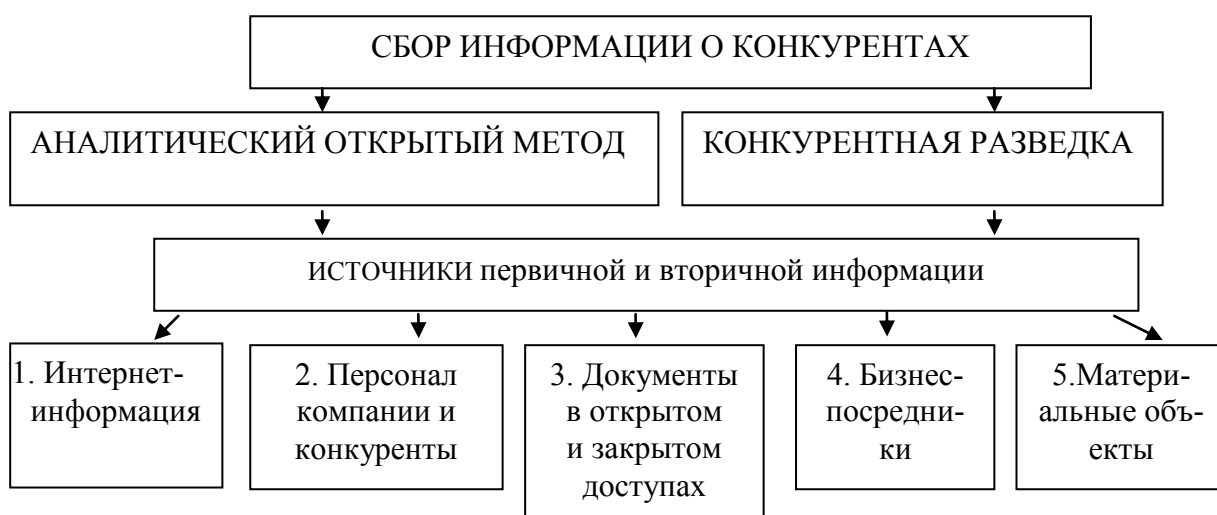 СБОР ИНФОРМАЦИИ О КОНКУРЕНТАХ
АНАЛИТИЧЕСКИЙ ОТКРЫТЫЙ МЕТОД
КОНКУРЕНТНАЯ РАЗВЕДКА
ИСТОЧНИКИ первичной и вторичной информации
1. Интернет-
информация
2. Персонал
компании и
конкуренты
3. Документы
в открытом
и закрытом
доступах
4. Бизнес-
посредни-
ки
5.Матери-
альные объ-
екты